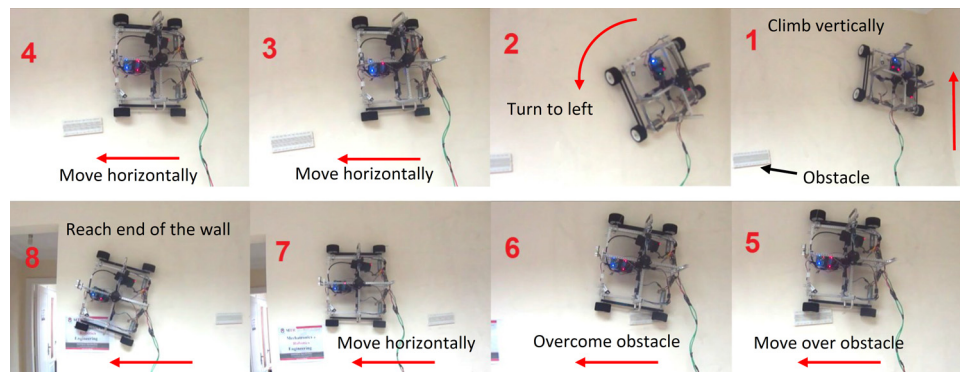 4
3
2
1
Climb vertically
Turn to left
Move horizontally
Move horizontally
Obstacle
8
Reach end of the wall
7
6
5
Mechatronics
Engineering
Move horizontally
Overcome obstacle
Move over obstacle